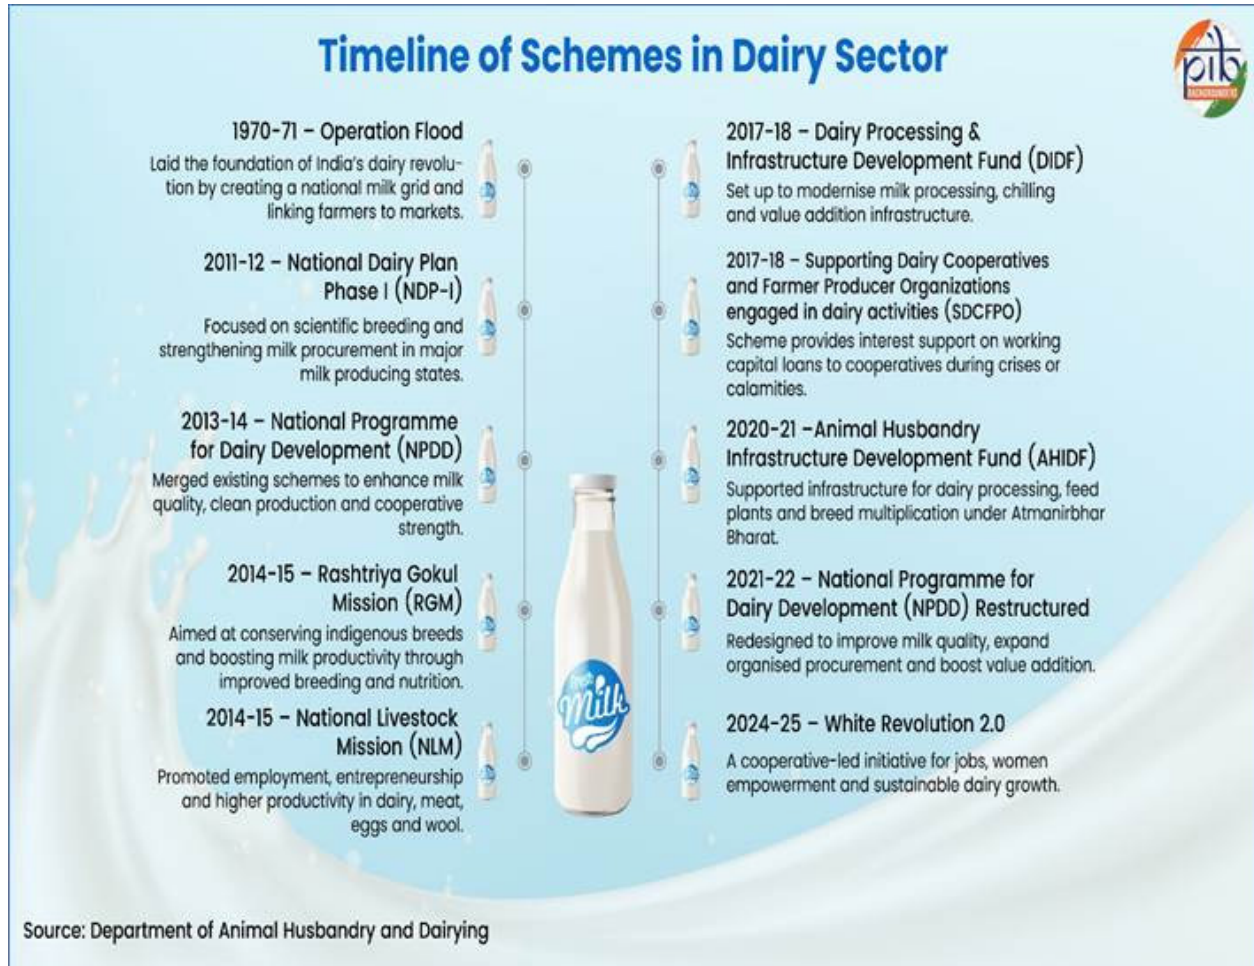 Timeline of Schemes in Dairy Sector
pib
BACKGROUNDERS
1970-71 – Operation Flood
Laid the foundation of India's dairy revolu-
tion by creating a national milk grid and
linking farmers to markets.
2011-12 – National Dairy Plan
Phase I (NDP-I)
Focused on scientific breeding and
strengthening milk procurement in major
milk producing states.
2013-14 – National Programme
for Dairy Development (NPDD)
Merged existing schemes to enhance milk
quality, clean production and cooperative
strength.
2014-15 – Rashtriya Gokul
Mission (RGM)
Aimed at conserving indigenous breeds
and boosting milk productivity through
improved breeding and nutrition.
2014-15 – National Livestock
Mission (NLM)
Promoted employment, entrepreneurship
and higher productivity in dairy, meat,
eggs and wool.
Milk
2017-18 – Dairy Processing &
Infrastructure Development Fund (DIDF)
Set up to modernise milk processing, chilling
and value addition infrastructure.
2017-18 – Supporting Dairy Cooperatives
and Farmer Producer Organizations
engaged in dairy activities (SDCFPO)
Scheme provides interest support on working
capital loans to cooperatives during crises or
calamities.
2020-21 –Animal Husbandry
Infrastructure Development Fund (AHIDF)
Supported infrastructure for dairy processing, feed
plants and breed multiplication under Atmanirbhar
Bharat.
2021-22 – National Programme for
Dairy Development (NPDD) Restructured
Redesigned to improve milk quality, expand
organised procurement and boost value addition.
2024-25 – White Revolution 2.0
A cooperative-led initiative for jobs, women
empowerment and sustainable dairy growth.
Source: Department of Animal Husbandry and Dairying